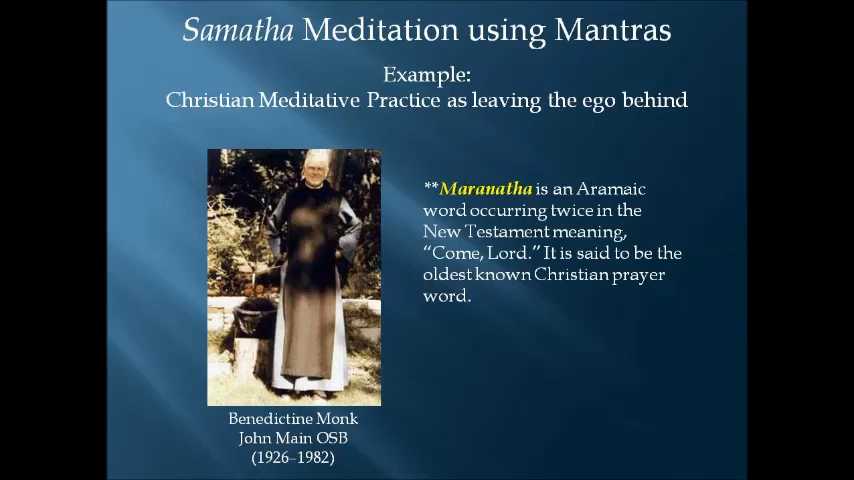 Samatha Meditation using Mantras
Example:
Christian Meditative Practice as leaving the ego behind
**Maranatha is an Aramaic
word occurring twice in the
New Testament meaning,
“Come, Lord.” It is said to be the
oldest known Christian prayer
word.
Benedictine Monk
John Main OSB
(1926–1982)